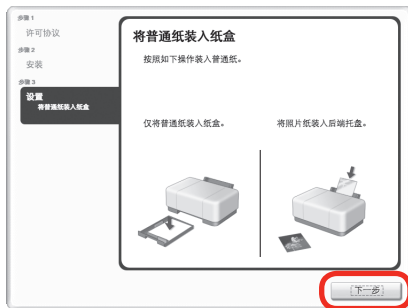 步骤 1
许可协议
步骤 2
安装
步骤 3
设置
将普通纸装入纸盒
将普通纸装入纸盒
按照如下操作装入普通纸。
仅将普通纸装入纸盒。
将照片纸装入后端托盘。
下一步